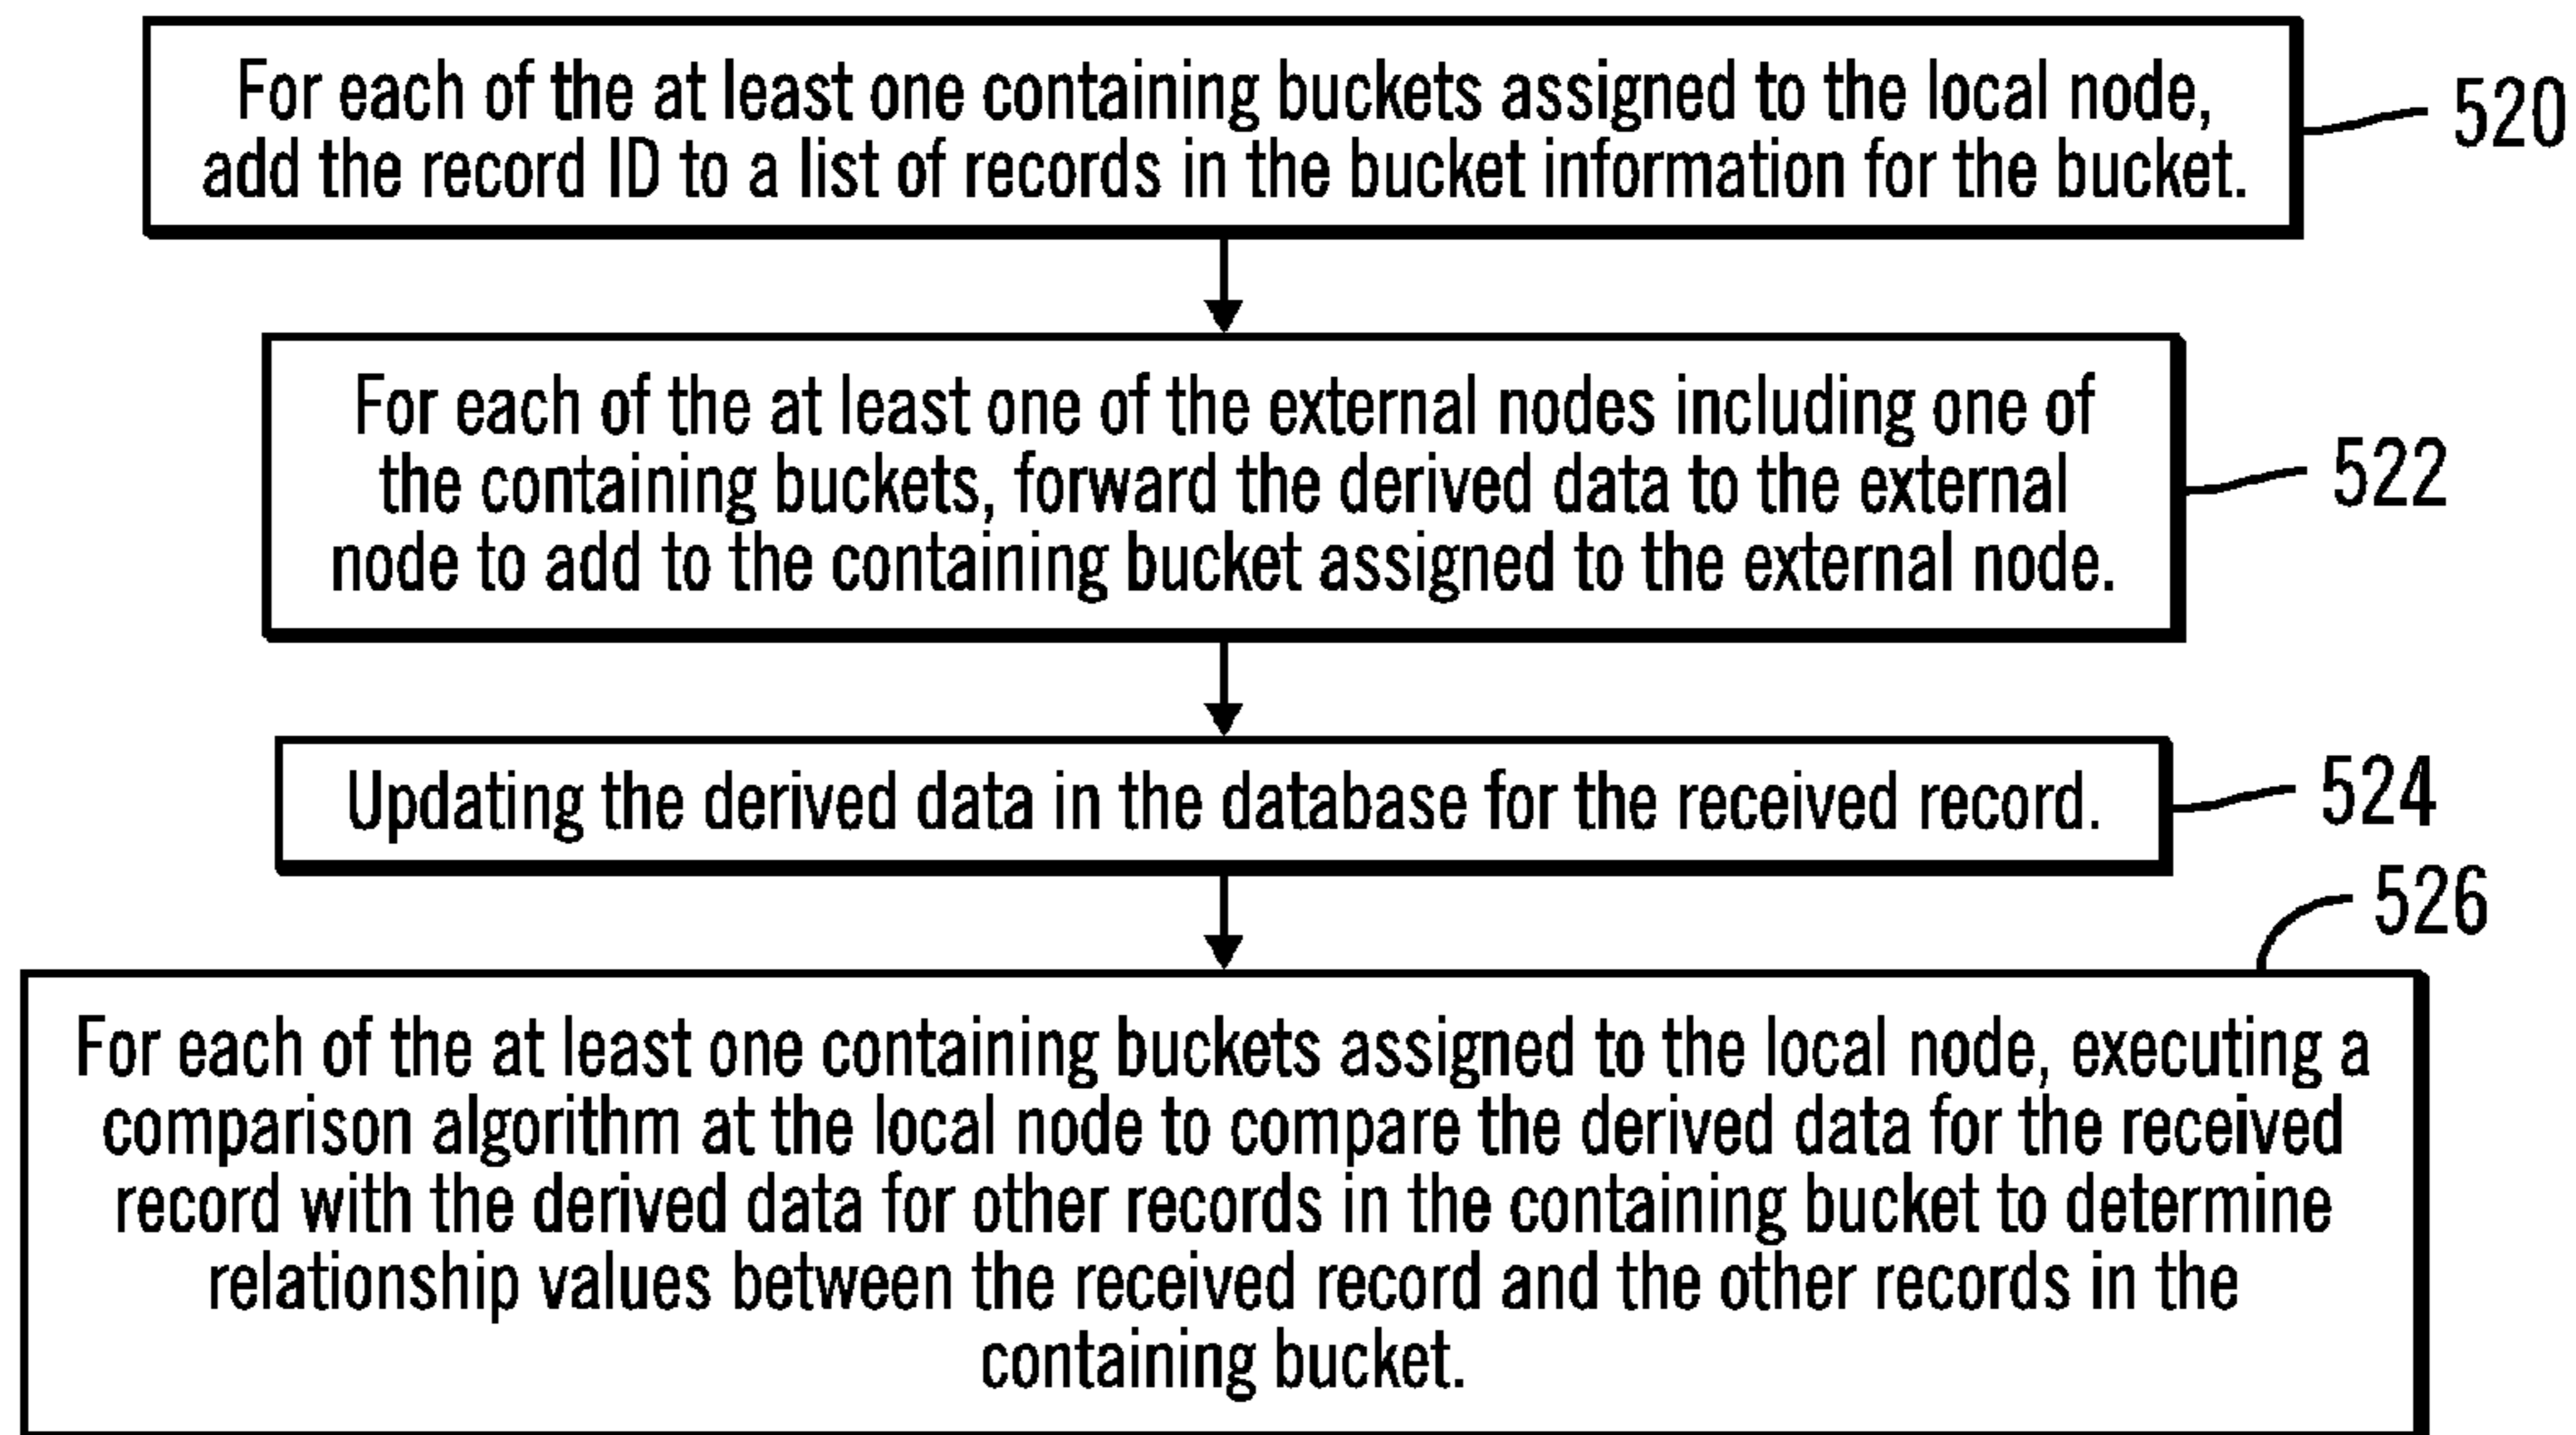 For each of the at least one containing buckets assigned to the local node,
add the record ID to a list of records in the bucket information for the bucket.
520
For each of the at least one of the external nodes including one of
the containing buckets, forward the derived data to the external
node to add to the containing bucket assigned to the external node.
522
Updating the derived data in the database for the received record.
524
526
For each of the at least one containing buckets assigned to the local node, executing a
comparison algorithm at the local node to compare the derived data for the received
record with the derived data for other records in the containing bucket to determine
relationship values between the received record and the other records in the
containing bucket.